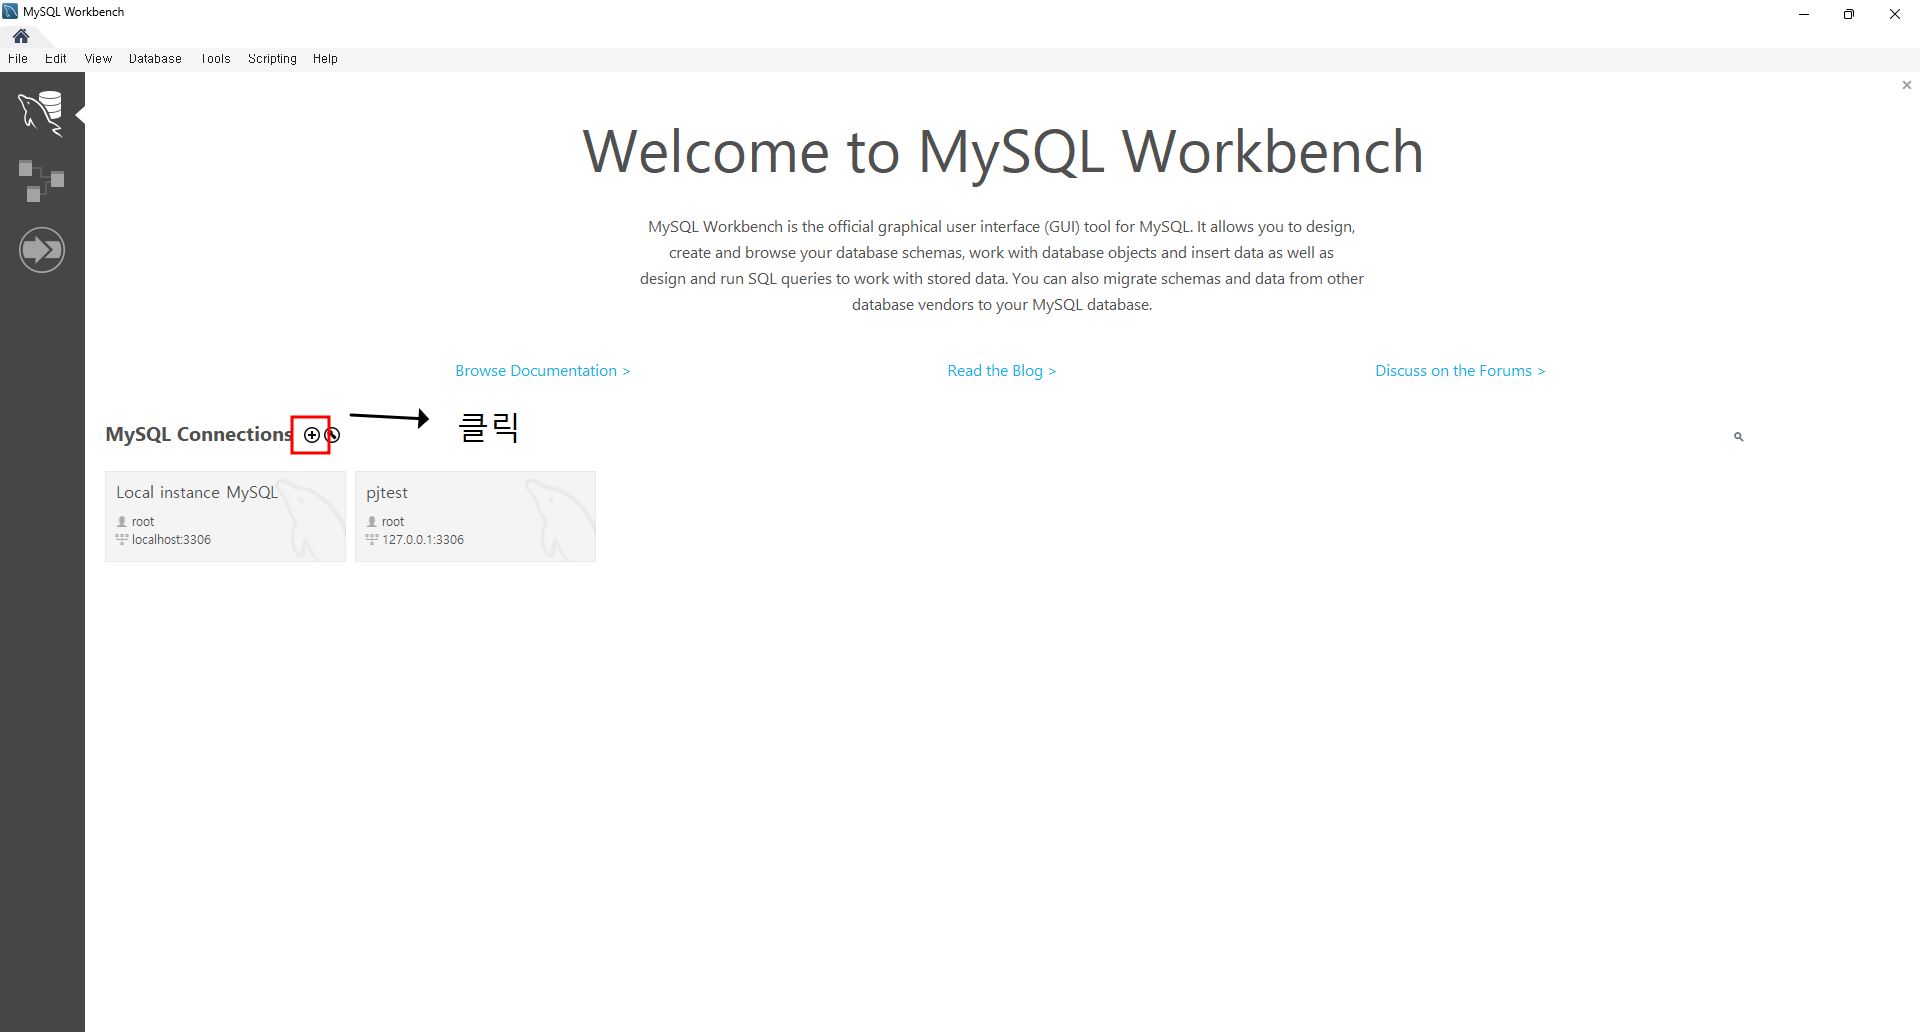 MySQL Workbench
File Edit View Database Tools Scripting Help
Welcome to MySQL Workbench
MySQL Workbench is the official graphical user interface (GUI) tool for MySQL. It allows you to design,
create and browse your database schemas, work with database objects and insert data as well as
design and run SQL queries to work with stored data. You can also migrate schemas and data from other
database vendors to your MySQL database.
Browse Documentation > Read the Blog > Discuss on the Forums >
MySQL Connections 클릭
Local instance MySQL
root
localhost:3306
pjtest
root
127.0.0.1:3306